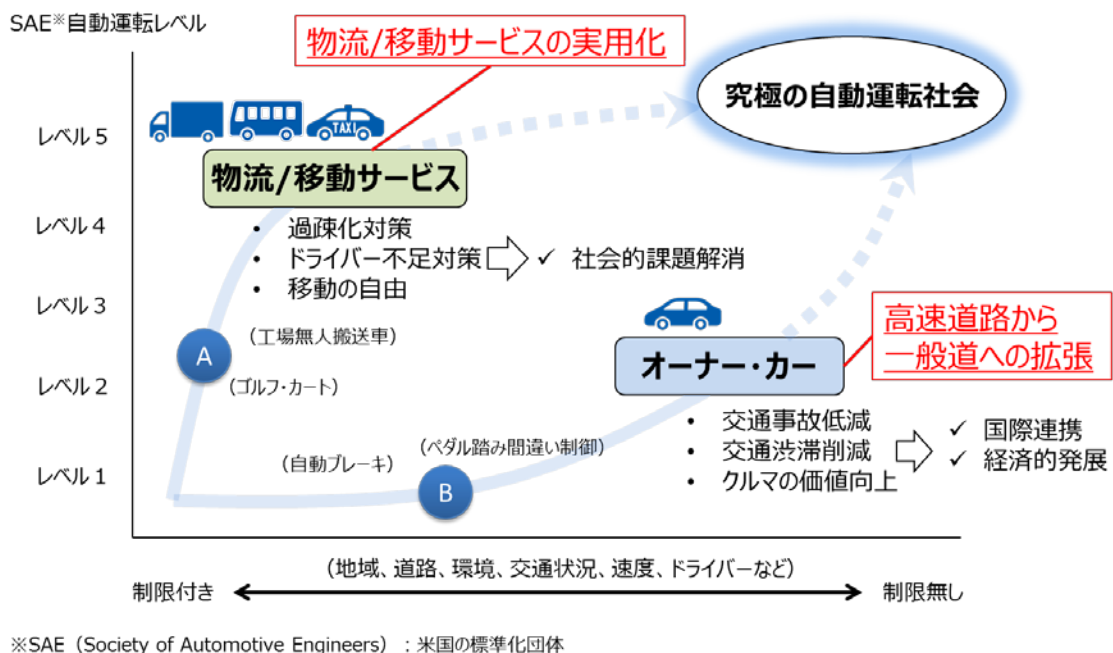 SAE※自動運転レベル
物流/移動サービスの実用化
究極の自動運転社会
レベル5
TAXI
物流/移動サービス
レベル4
• 過疎化対策
• ドライバー不足対策
• 移動の自由
✓ 社会的課題解消
レベル3
高速道路から
一般道への拡張
A
(工場無人搬送車)
オーナー・カー
レベル2
(ゴルフ・カート)
• 交通事故低減
• 交通渋滞削減
• クルマの価値向上
✓ 国際連携
✓ 経済的発展
(ペダル踏み間違い制御)
(自動ブレーキ)
レベル1
B
(地域、道路、環境、交通状況、速度、ドライバーなど)
制限付き
制限無し
※SAE(Society of Automotive Engineers):米国の標準化団体